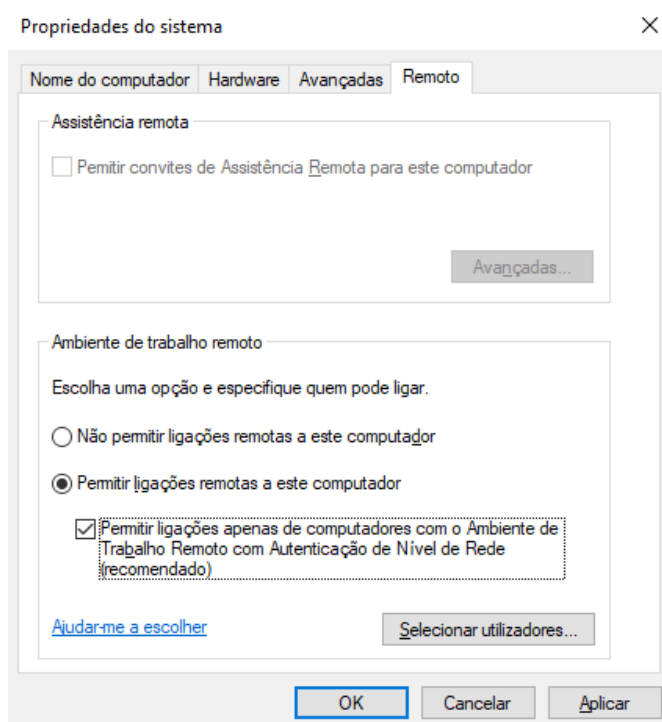 Propriedades do sistema
Nome do computador Hardware Avançadas Remoto
Assistência remota
Pemitir convites de Assistência Remota para este computador
Avançadas...
Ambiente de trabalho remoto
Escolha uma opção e especifique quem pode ligar.
Não permitir ligações remotas a este computador
Permitir ligações remotas a este computador
Permitir ligações apenas de computadores com o Ambiente de
Trabalho Remoto com Autenticação de Nível de Rede
(recomendado)
Ajudar-me a escolher
Selecionar utilizadores...
OK Cancelar Aplicar